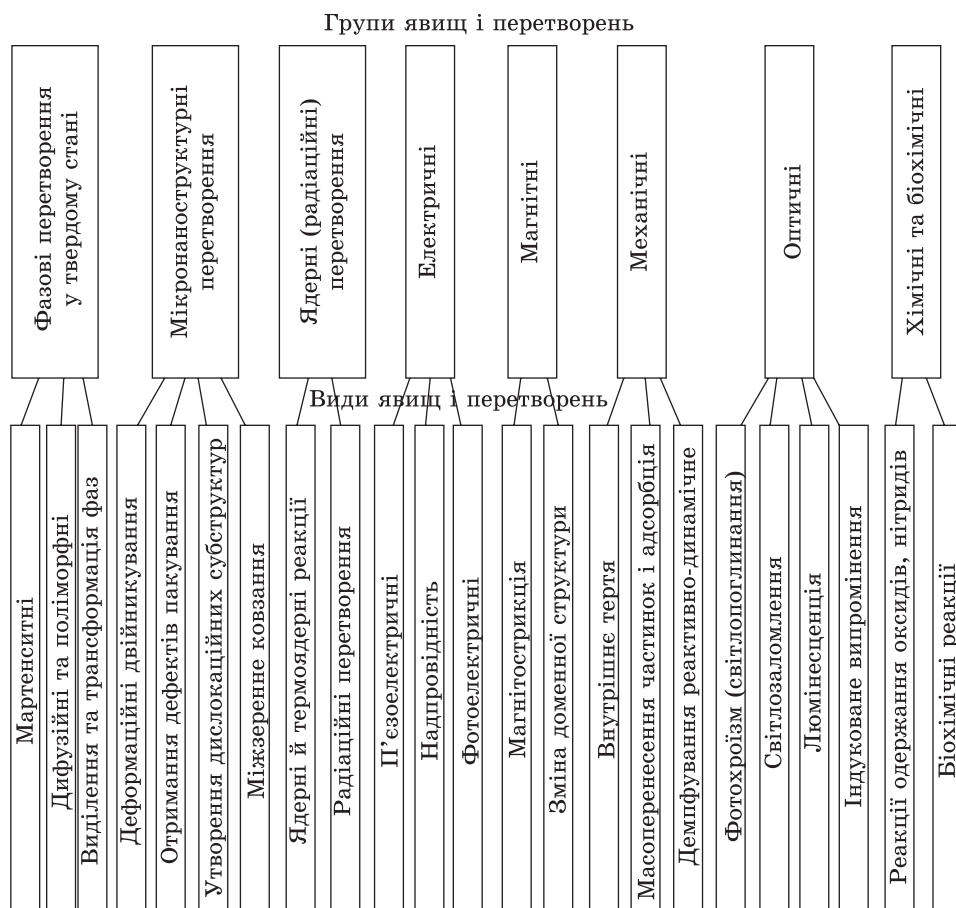 Групи явищ і перетворень
Фазові перетворення
у твердому стані
Мікронаноструктурні
перетворення
Ядерні (радіаційні)
перетворення
Електричні
Магнітні
Механічні
Оптичні
Хімічні та біохімічні
Види явищ і перетворень
Мартенситні
Дифузійні та поліморфні
Виділення та трансформація фаз
Деформаційні двійникування
Отримання дефектів пакування
Утворення дислокаційних субструктур
Міжзеренне ковзання
Ядерні й термоядерні реакції
Радіаційні перетворення
П'єзоелектричні
Надпровідність
Фотоелектричні
Магнітострикція
Зміна доменної структури
Внутрішнє тертя
Масоперенесення частинок і адсорбція
Демпфування реактивно-динамічне
Фотохроїзм (світлопоглинання)
Світлозаломлення
Люмінесценція
Індуковане випромінення
Реакції одержання оксидів, нітридів
Біохімічні реакції